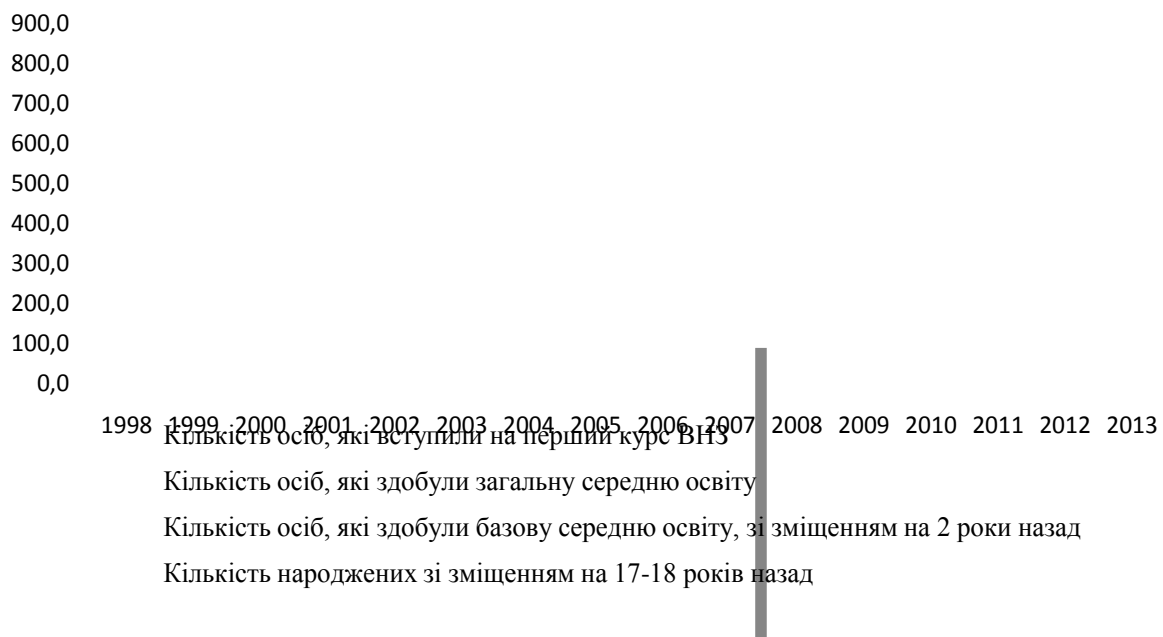 900,0
800,0
700,0
600,0
500,0
400,0
300,0
200,0
100,0
0,0
1998 1999 2000 2001 2002 2003 2004 2005 2006 2007 2008 2009 2010 2011 2012 2013
Кількість осіб, які вступили на перший курс ВНЗ
Кількість осіб, які здобули загальну середню освіту
Кількість осіб, які здобули базову середню освіту, зі зміщенням на 2 роки назад
Кількість народжених зі зміщенням на 17-18 років назад